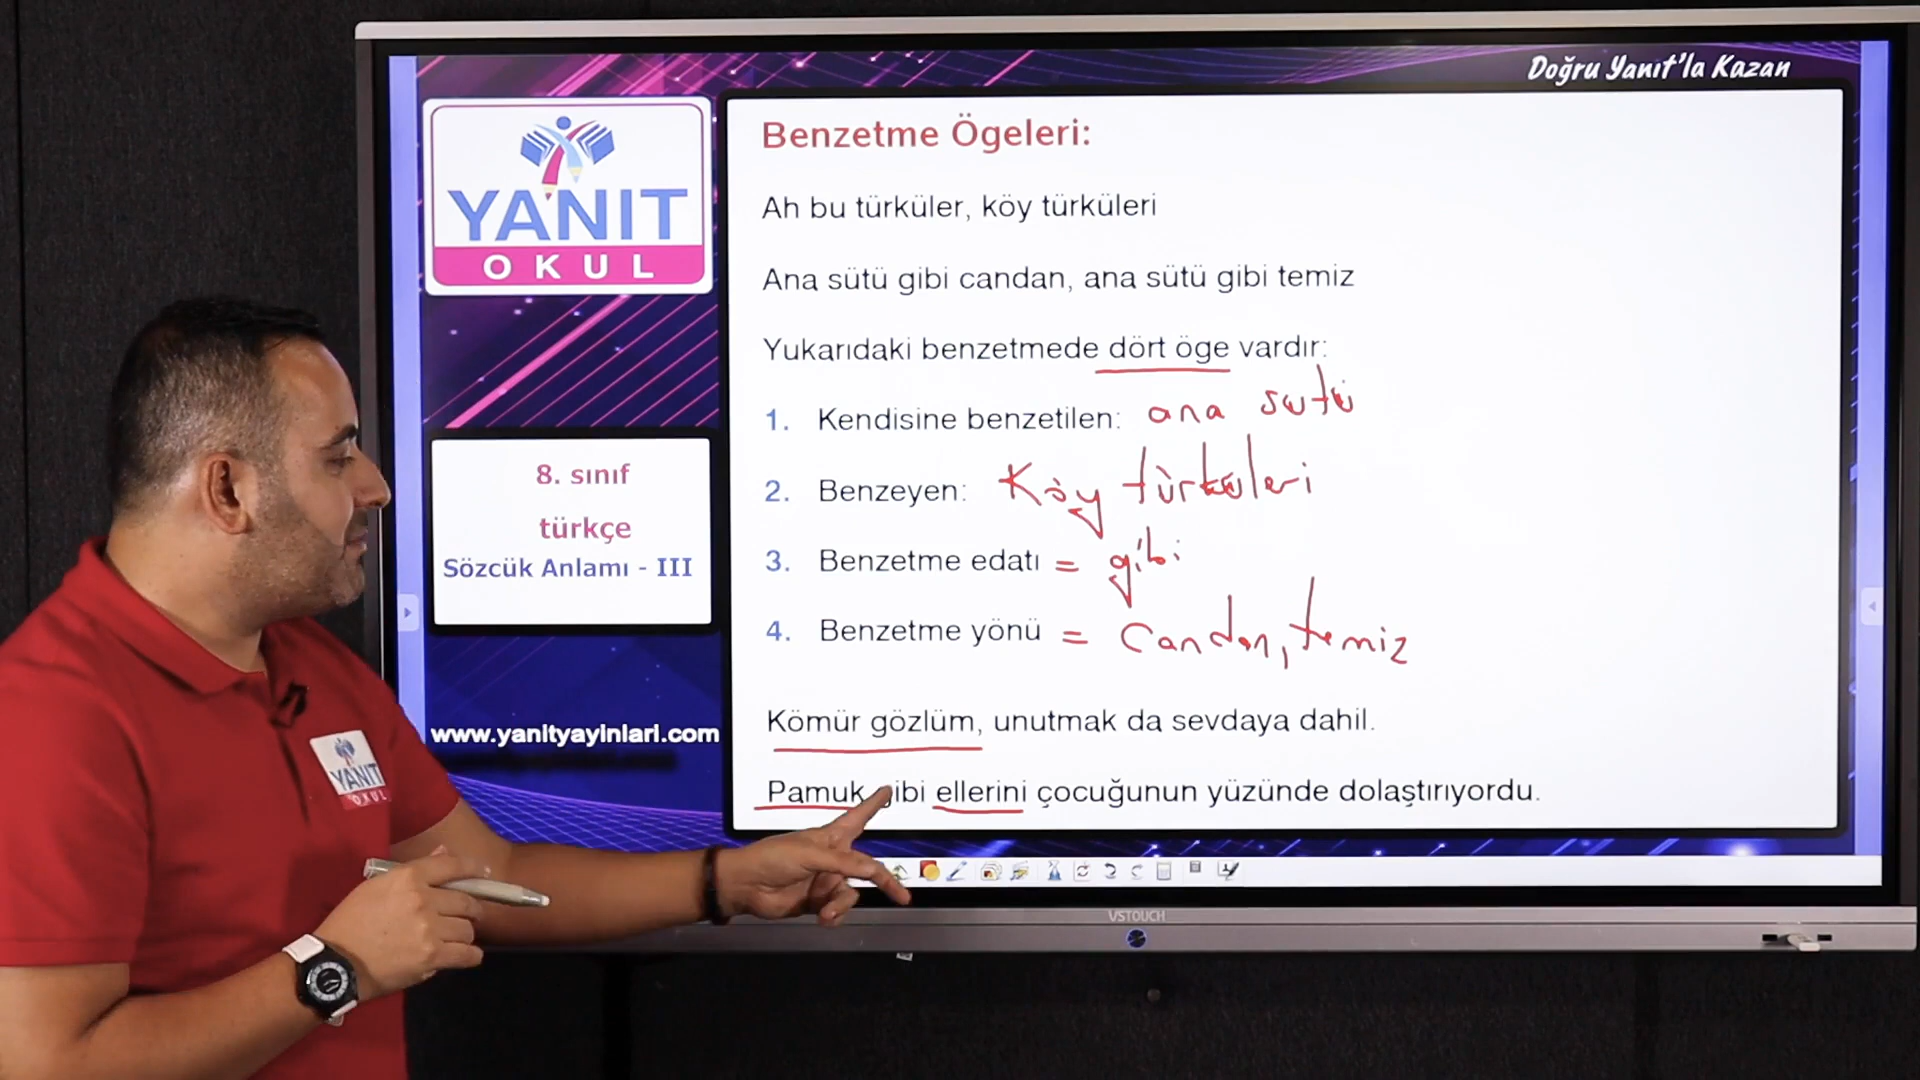 Doğru Yanıt'la Kazan
YANIT
OKUL
8. sınıf
türkçe
Sözcük Anlamı - III
www.yanityayinlari.com
Benzetme Ögeleri:
Ah bu türküler, köy türküleri
Ana sütü gibi candan, ana sütü gibi temiz
Yukarıdaki benzetmede dört öge vardır:
1. Kendisine benzetilen: ana sütü
2. Benzeyen: Köy türküleri
3. Benzetme edatı = gibi
4. Benzetme yönü = Candan, temiz
Kömür gözlüm, unutmak da sevdaya dahil.
Pamuk gibi ellerini çocuğunun yüzünde dolaştırıyordu.
VSTOUCH
YANIT
OKUL